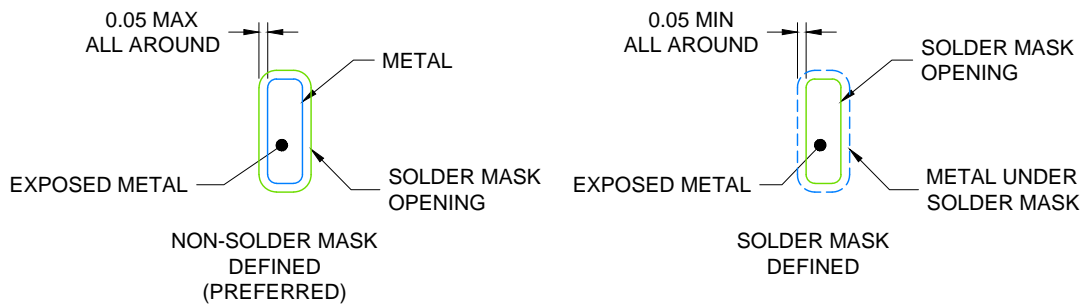 0.05 MAX
ALL AROUND
METAL
EXPOSED METAL
SOLDER MASK
OPENING
NON-SOLDER MASK
DEFINED
(PREFERRED)
0.05 MIN
ALL AROUND
SOLDER MASK
OPENING
EXPOSED METAL
METAL UNDER
SOLDER MASK
SOLDER MASK
DEFINED